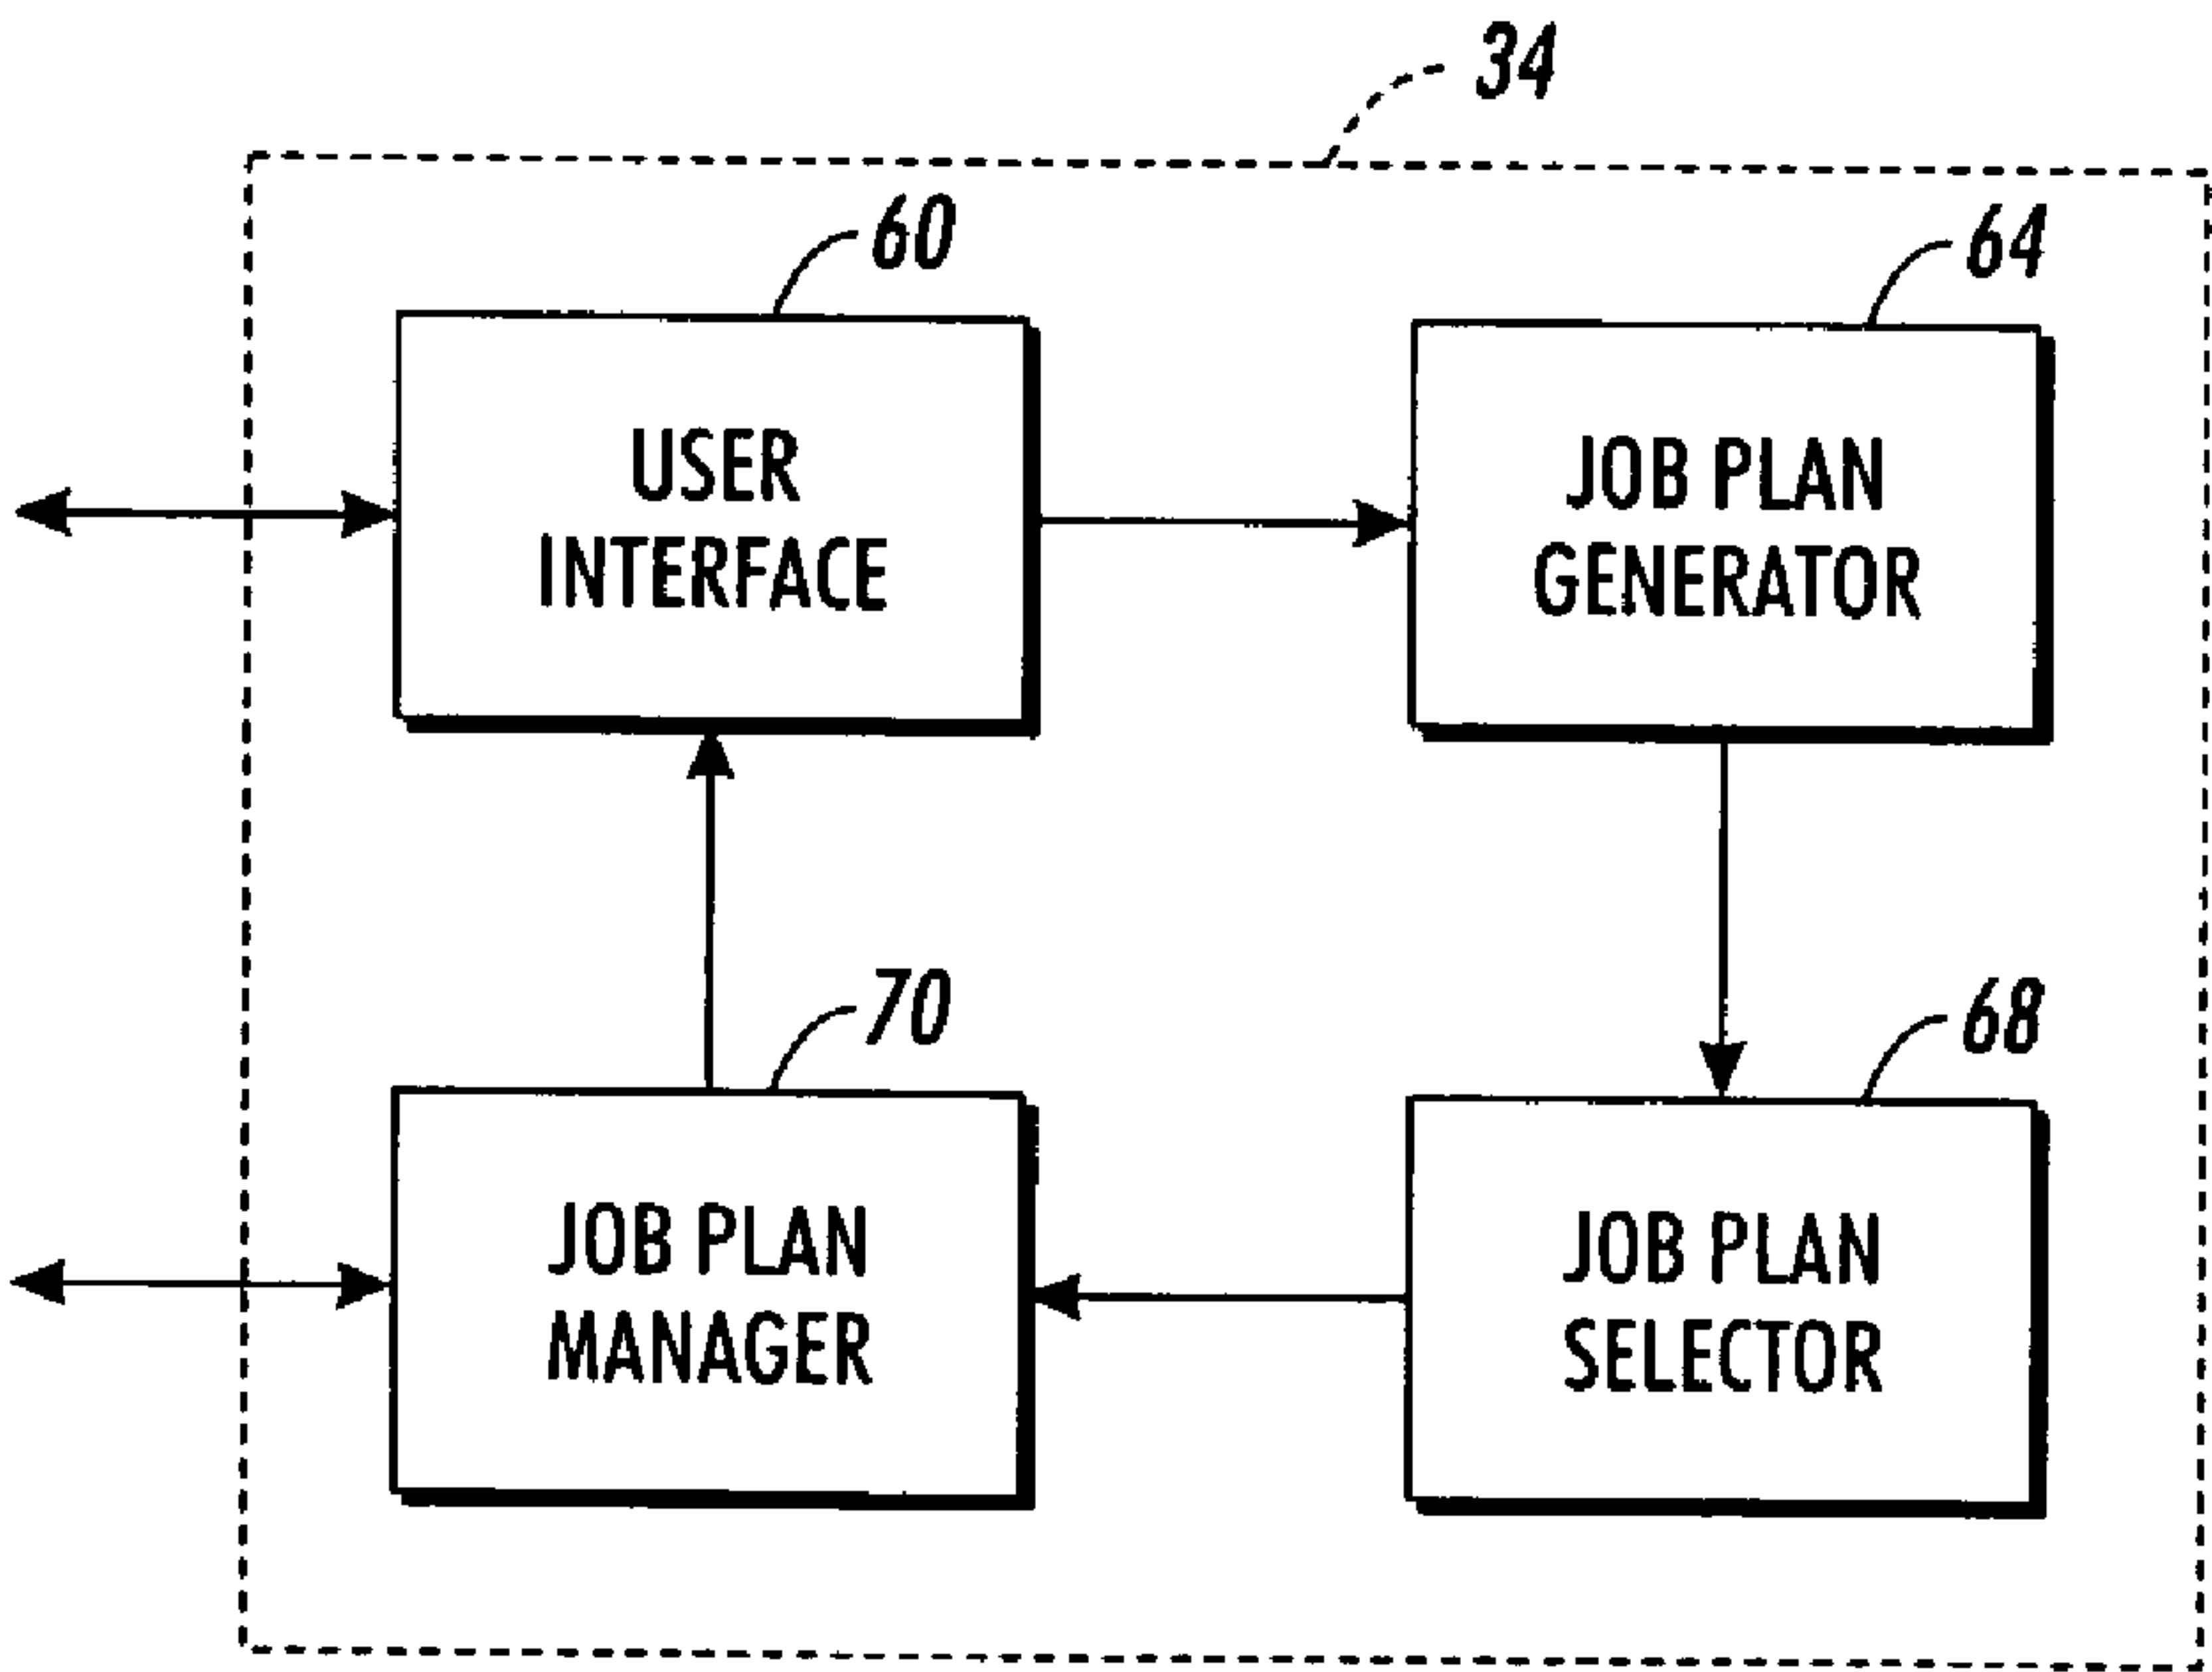 34
60
64
USER
INTERFACE
JOB PLAN
GENERATOR
70
68
JOB PLAN
MANAGER
JOB PLAN
SELECTOR